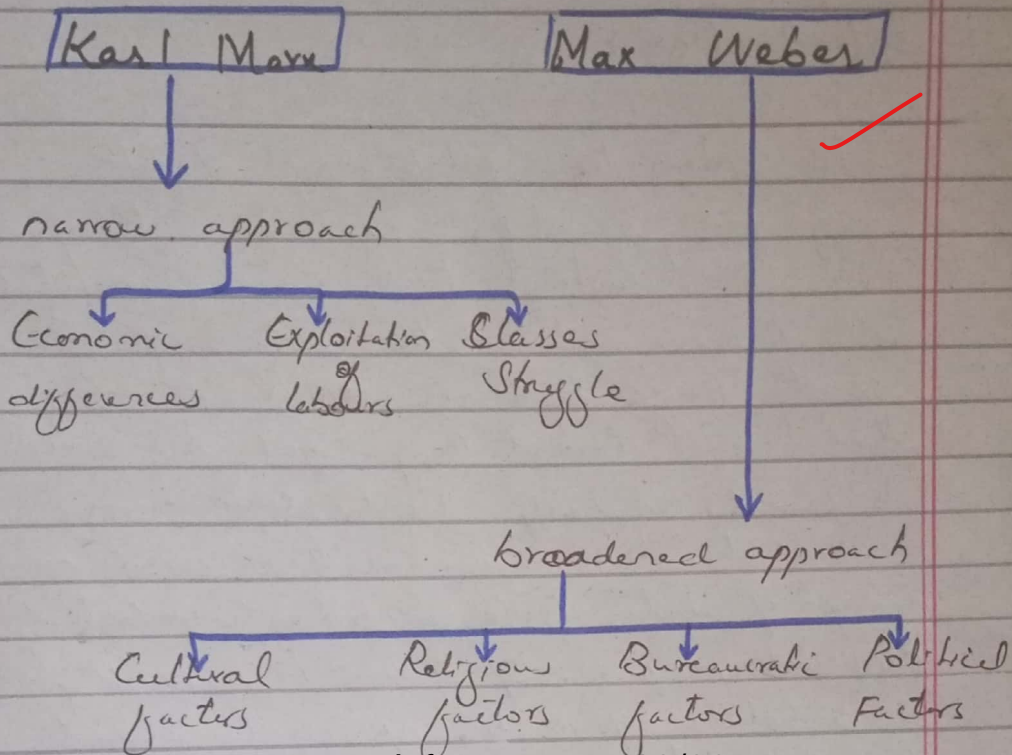 Karl Marx
Max Weber
narrow approach
Economic differences
Exploitation of labours
Classes Struggle
broadened approach
Cultural factors
Religious factors
Bureaucratic factors
Political Factors